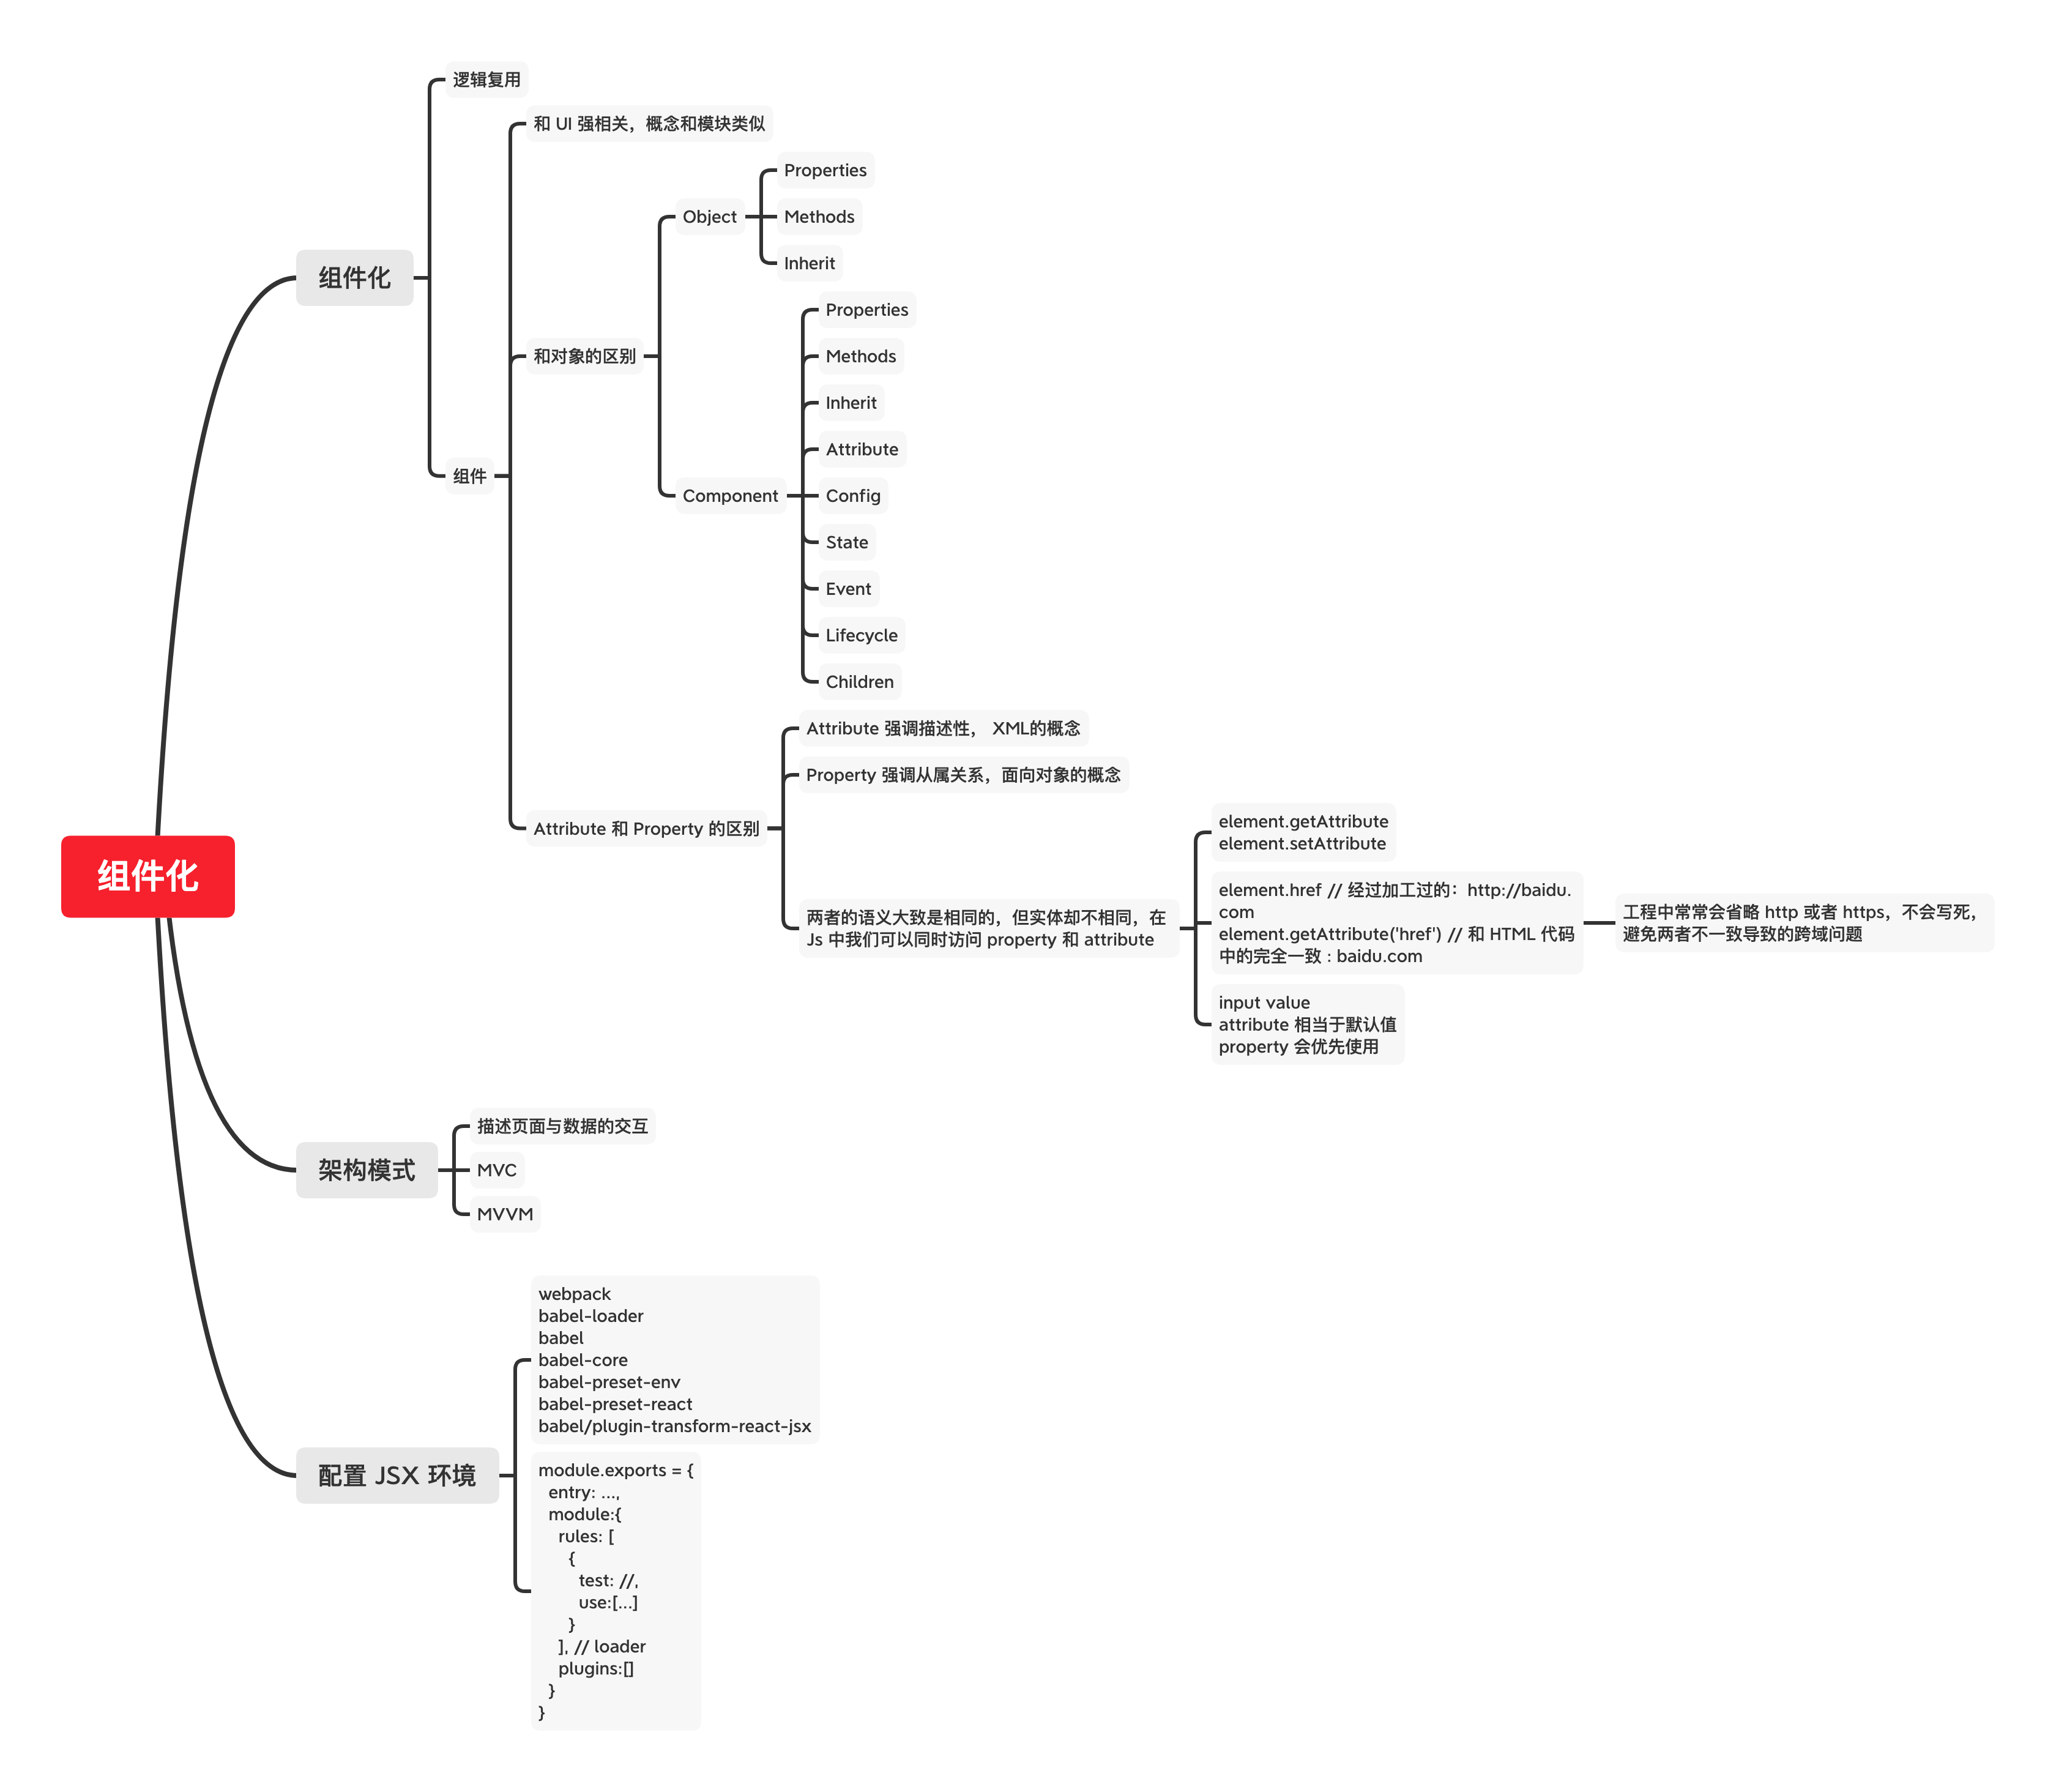 组件化
组件化
逻辑复用
组件
和 UI 强相关，概念和模块类似
和对象的区别
Object
Properties
Methods
Inherit
Component
Properties
Methods
Inherit
Attribute
Config
State
Event
Lifecycle
Children
Attribute 和 Property 的区别
Attribute 强调描述性， XML的概念
Property 强调从属关系，面向对象的概念
两者的语义大致是相同的，但实体却不相同，在
Js 中我们可以同时访问 property 和 attribute
element.getAttribute
element.setAttribute
element.href // 经过加工过的：http://baidu.
com
element.getAttribute('href') // 和 HTML 代码
中的完全一致 : baidu.com
工程中常常会省略 http 或者 https，不会写死，
避免两者不一致导致的跨域问题
input value
attribute 相当于默认值
property 会优先使用
架构模式
描述页面与数据的交互
MVC
MVVM
配置 JSX 环境
webpack
babel-loader
babel
babel-core
babel-preset-env
babel-preset-react
babel/plugin-transform-react-jsx
module.exports = {
entry: ...,
module:{
rules: [
{
test: //,
use:[...]
}
], // loader
plugins:[]
}
}